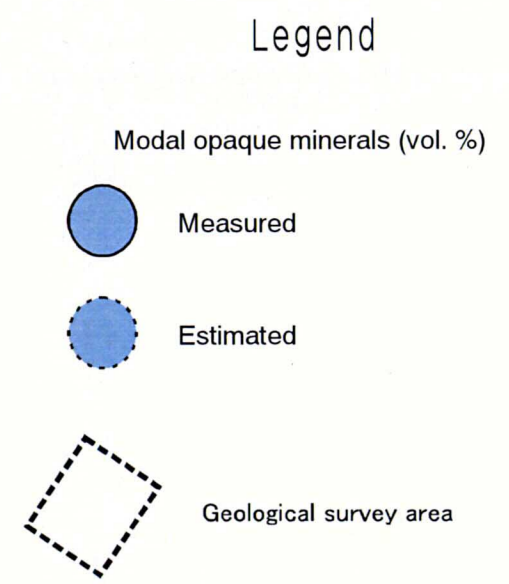 Legend
Modal opaque minerals (vol. %)
Measured
Estimated
Geological survey area